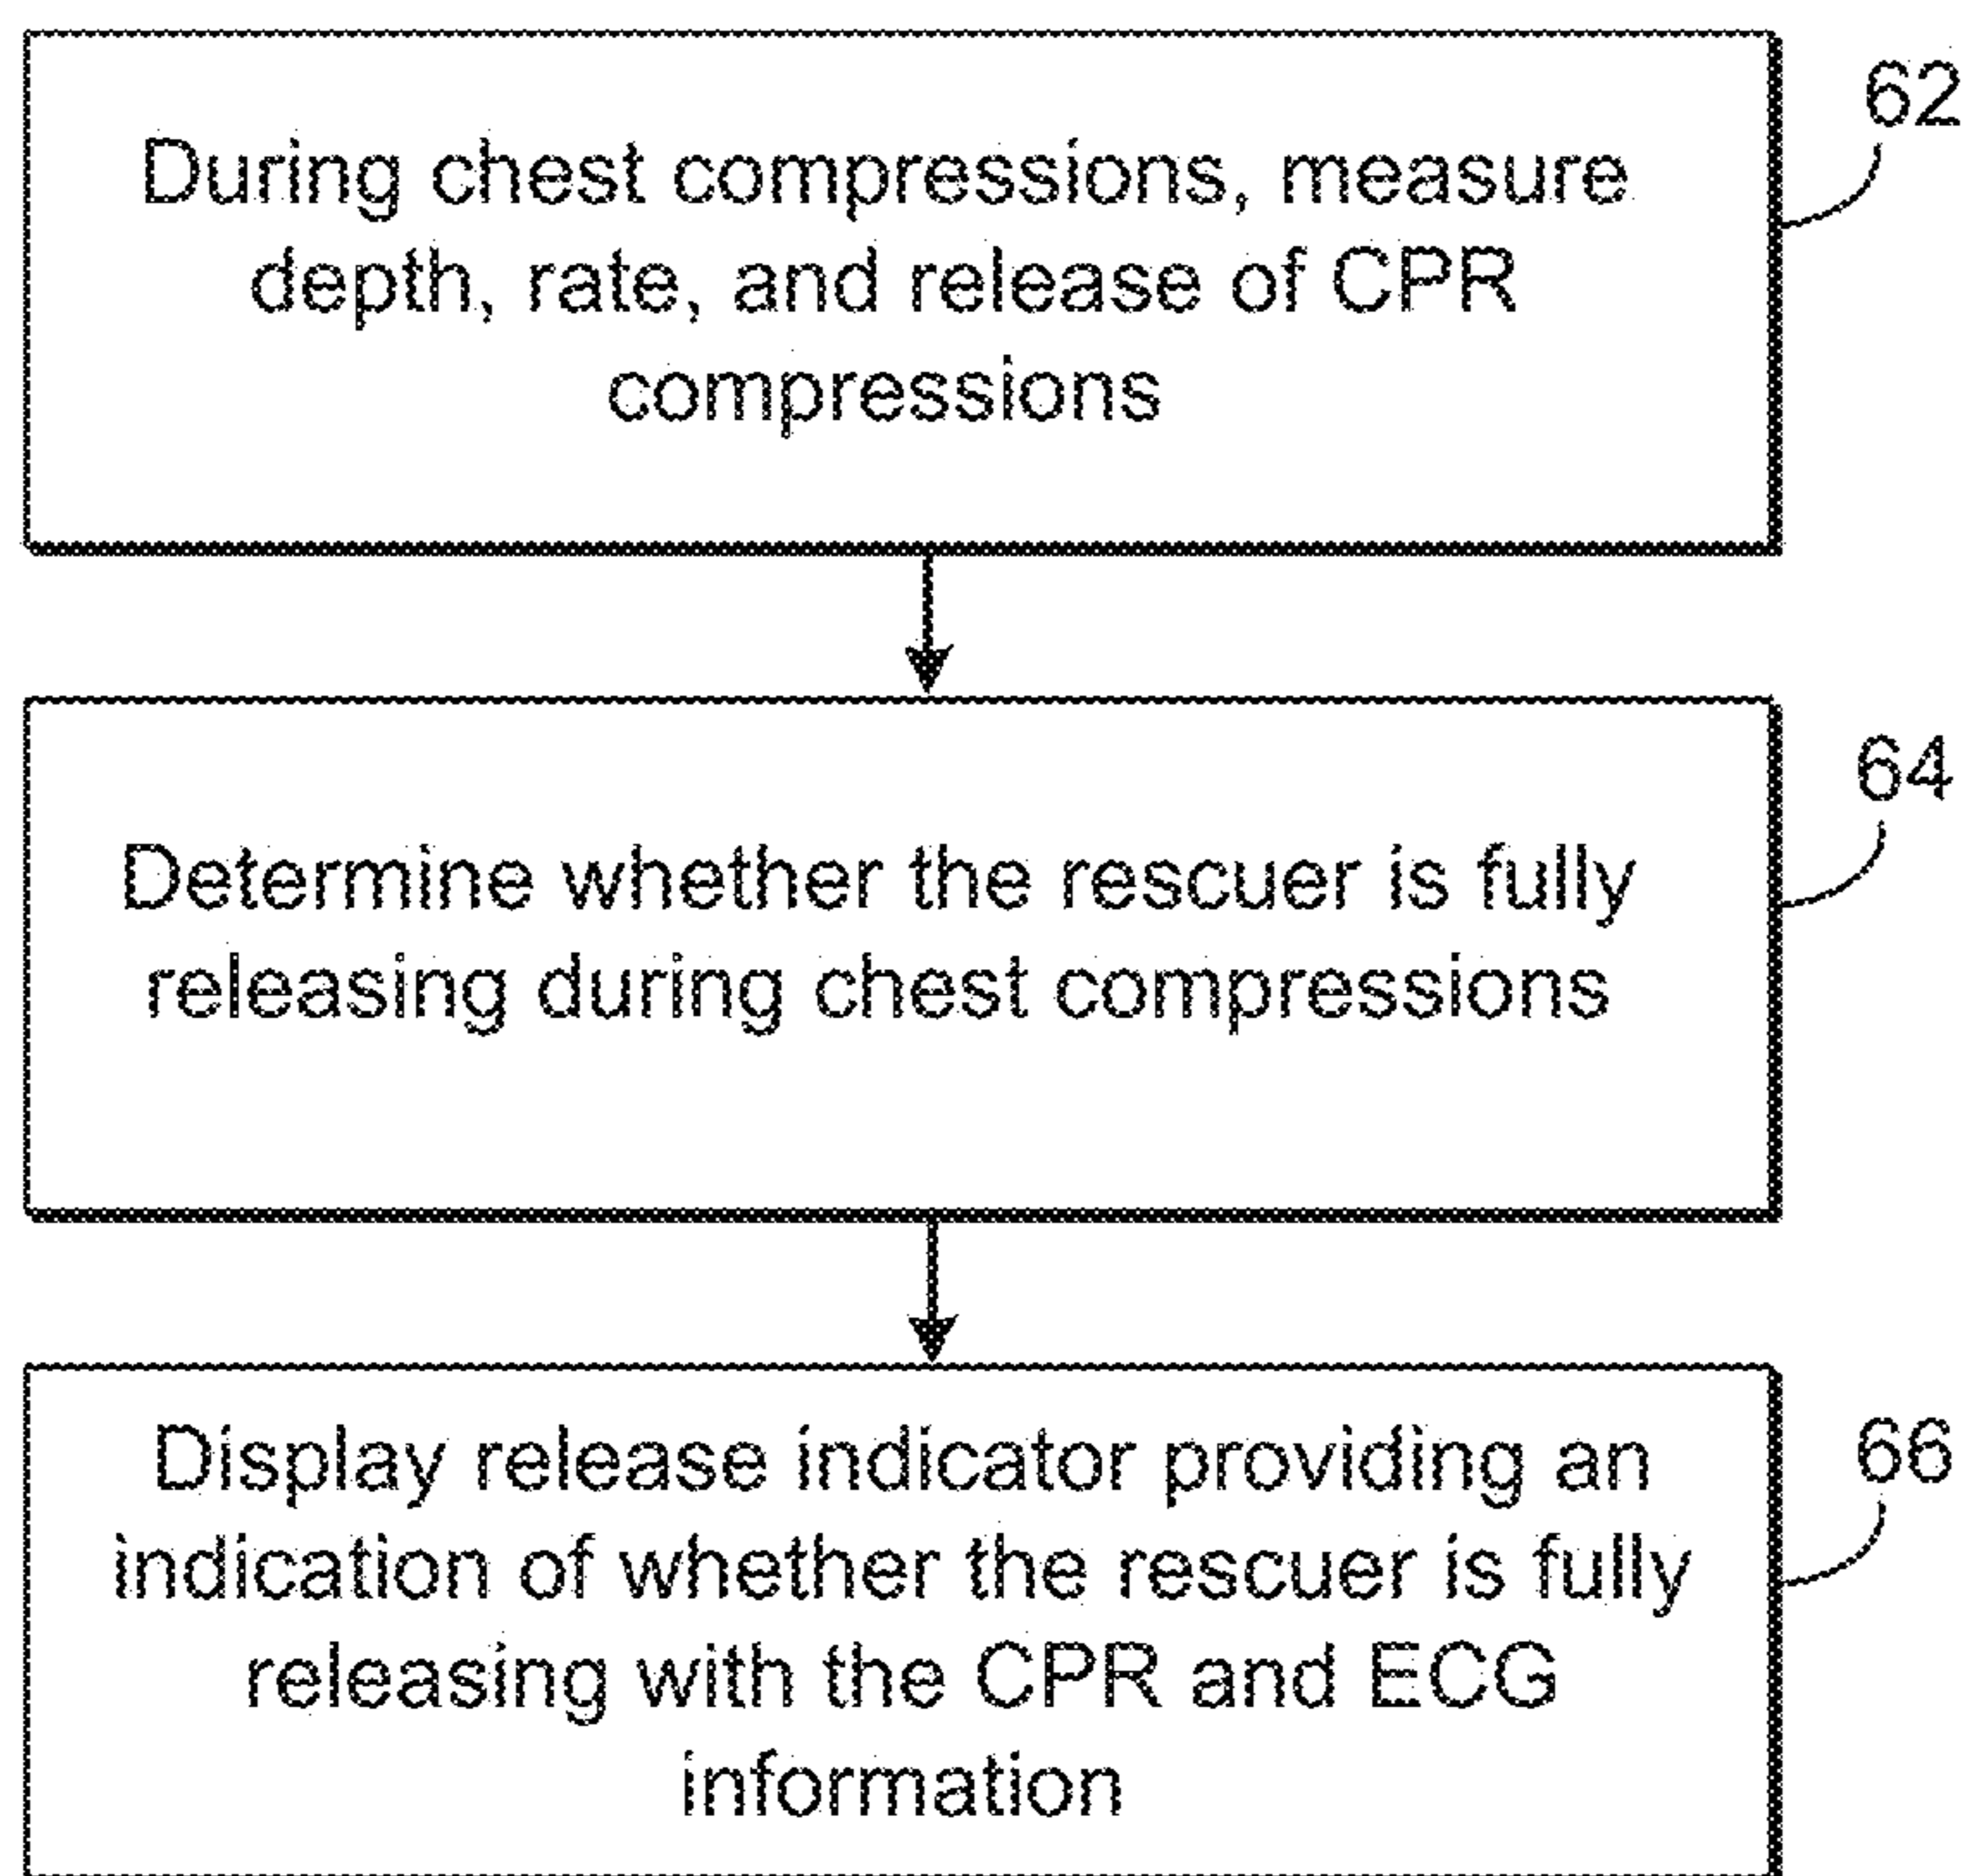 During chest compressions, measure
depth, rate, and release of CPR
compressions
62
Determine whether the rescuer is fully
releasing during chest compressions
64
Display release indicator providing an
indication of whether the rescuer is fully
releasing with the CPR and ECG
information
66